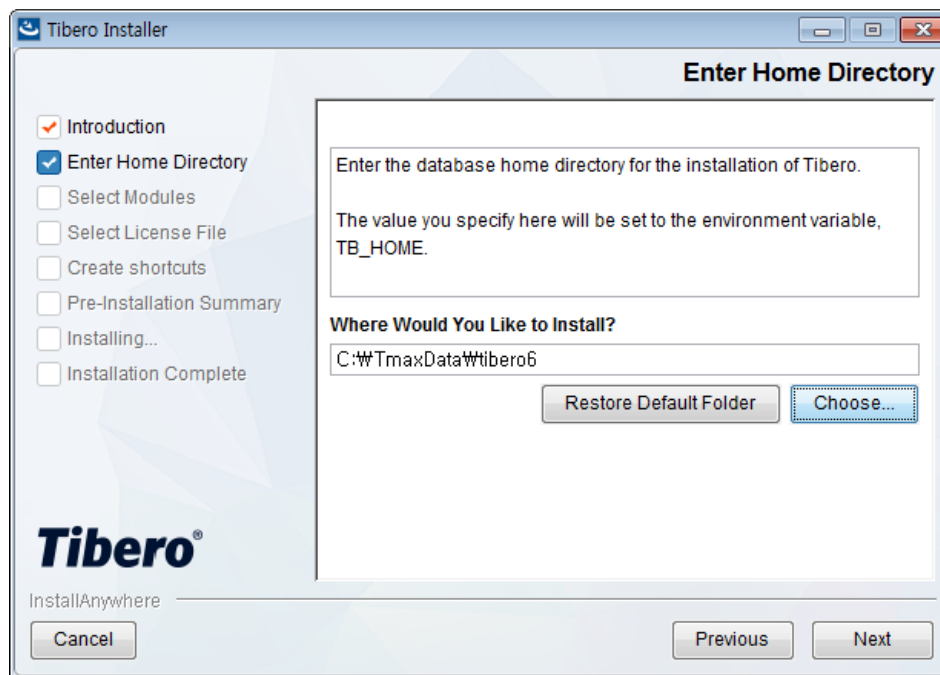 Tibero Installer
Enter Home Directory
Introduction
Enter Home Directory
Select Modules
Select License File
Create shortcuts
Pre-Installation Summary
Installing...
Installation Complete
Enter the database home directory for the installation of Tibero.
The value you specify here will be set to the environment variable,
TB_HOME.
Where Would You Like to Install?
C:₩TmaxData₩tibero6
Restore Default Folder
Choose...
Tibero®
InstallAnywhere
Cancel
Previous
Next